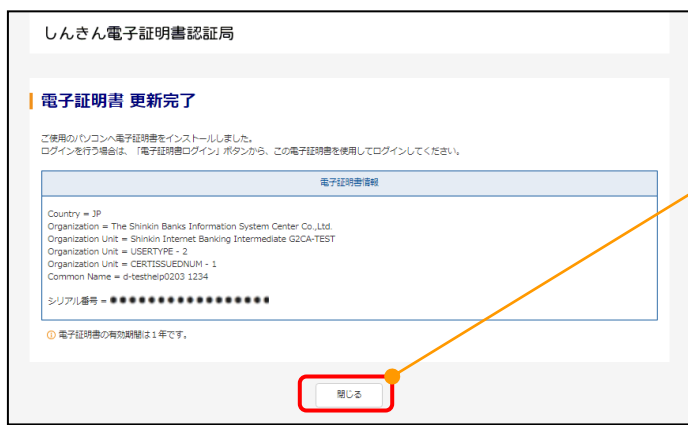 しんきん電子証明書認証局
電子証明書 更新完了
ご使用のパソコンへ電子証明書をインストールしました。
ログインを行う場合は、「電子証明書ログイン」ボタンから、この電子証明書を使用してログインしてください。
電子証明書情報
Country = JP
Organization = The Shinkin Banks Information System Center Co.,Ltd.
Organization Unit = Shinkin Internet Banking Intermediate G2CA-TEST
Organization Unit = USERTYPE - 2
Organization Unit = CERTISSUEDNUM - 1
Common Name = d-testhelp0203 1234
シリアル番号 = ●●●●●●●●●●●●●●●●●
電子証明書の有効期間は1年です。
閉じる